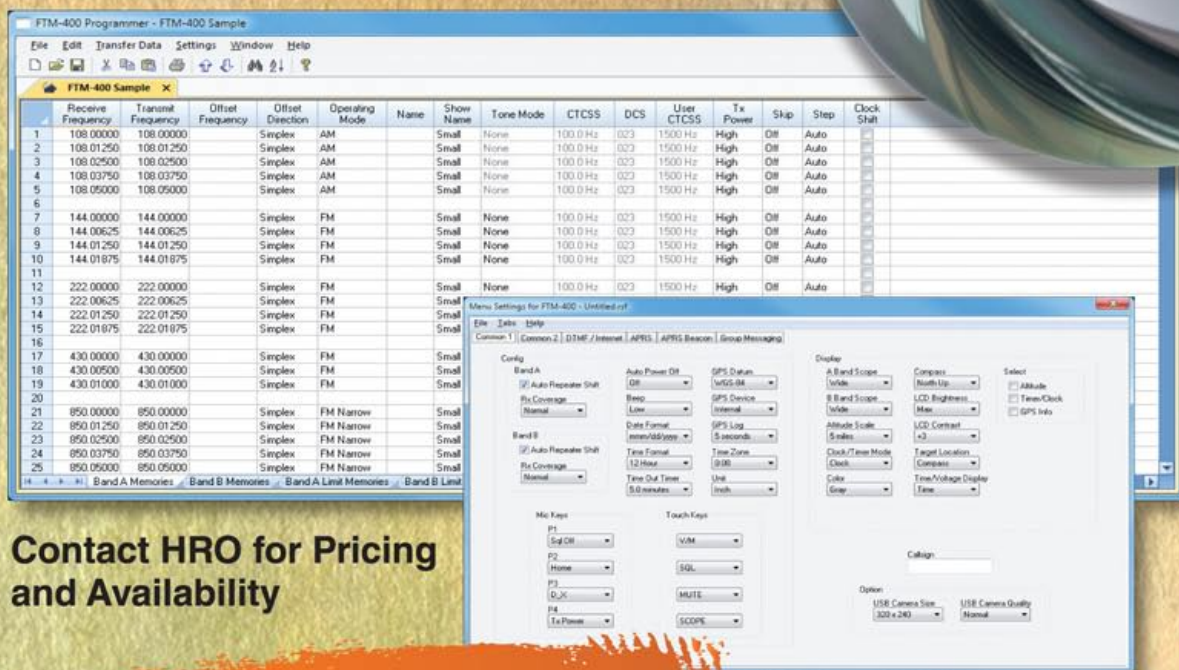 FTM-400 Programmer - FTM-400 Sample
File Edit Transfer Data Settings Window Help
FTM-400 Sample X
Receive Frequency Transmit Frequency Offset Frequency Offset Direction Operating Mode Name Show Name Tone Mode CTCSS DCS User CTCSS Tx Power Skip Step Clock Shift
1 108.00000 108.00000 Simplex AM Small None 100.0 Hz 023 1500 Hz High Off Auto
2 108.01250 108.01250 Simplex AM Small None 100.0 Hz 023 1500 Hz High Off Auto
3 108.02500 108.02500 Simplex AM Small None 100.0 Hz 023 1500 Hz High Off Auto
4 108.03750 108.03750 Simplex AM Small None 100.0 Hz 023 1500 Hz High Off Auto
5 108.05000 108.05000 Simplex AM Small None 100.0 Hz 023 1500 Hz High Off Auto
6
7 144.00000 144.00000 Simplex FM Small None 100.0 Hz 023 1500 Hz High Off Auto
8 144.00625 144.00625 Simplex FM Small None 100.0 Hz 023 1500 Hz High Off Auto
9 144.01250 144.01250 Simplex FM Small None 100.0 Hz 023 1500 Hz High Off Auto
10 144.01875 144.01875 Simplex FM Small None 100.0 Hz 023 1500 Hz High Off Auto
11
12 222.00000 222.00000 Simplex FM Small None 100.0 Hz 023 1500 Hz High Off Auto
13 222.00625 222.00625 Simplex FM Small
14 222.01250 222.01250 Simplex FM Small
15 222.01875 222.01875 Simplex FM Small
16
17 430.00000 430.00000 Simplex FM Small
18 430.00500 430.00500 Simplex FM Small
19 430.01000 430.01000 Simplex FM Small
20
21 850.00000 850.00000 Simplex FM Narrow Small
22 850.01250 850.01250 Simplex FM Narrow Small
23 850.02500 850.02500 Simplex FM Narrow Small
24 850.03750 850.03750 Simplex FM Narrow Small
25 850.05000 850.05000 Simplex FM Narrow Small
Band A Memories Band B Memories Band A Limit Memories Band B Limit
Menu Settings for FTM-400 - Untitled.rsf
File Tabs Help
Common 1 Common 2 DTMF / Internet APRS APRS Beacon Group Messaging
Config
Band A
Auto Repeater Shift
Rx Coverage
Normal
Band B
Auto Repeater Shift
Rx Coverage
Normal
Auto Power Off
Off
Beep
Low
Date Format
mmm/dd/yyyy
Time Format
12 Hour
Time Out Timer
5.0 minutes
GPS Datum
WGS-84
GPS Device
Internal
GPS Log
5 seconds
Time Zone
0:00
Unit
Inch
Display
A Band Scope
Wide
B Band Scope
Wide
Altitude Scale
5 miles
Clock/Timer Mode
Clock
Color
Gray
Compass
North Up
LCD Brightness
Max
LCD Contrast
+3
Target Location
Compass
Time/Voltage Display
Time
Select
Altitude
Timer/Clock
GPS Info
Mic Keys
P1
Sql Off
P2
Home
P3
D_X
P4
Tx Power
Touch Keys
V/M
SQL
MUTE
SCOPE
Callsign
Option
USB Camera Size
320 x 240
USB Camera Quality
Normal
Contact HRO for Pricing
and Availability